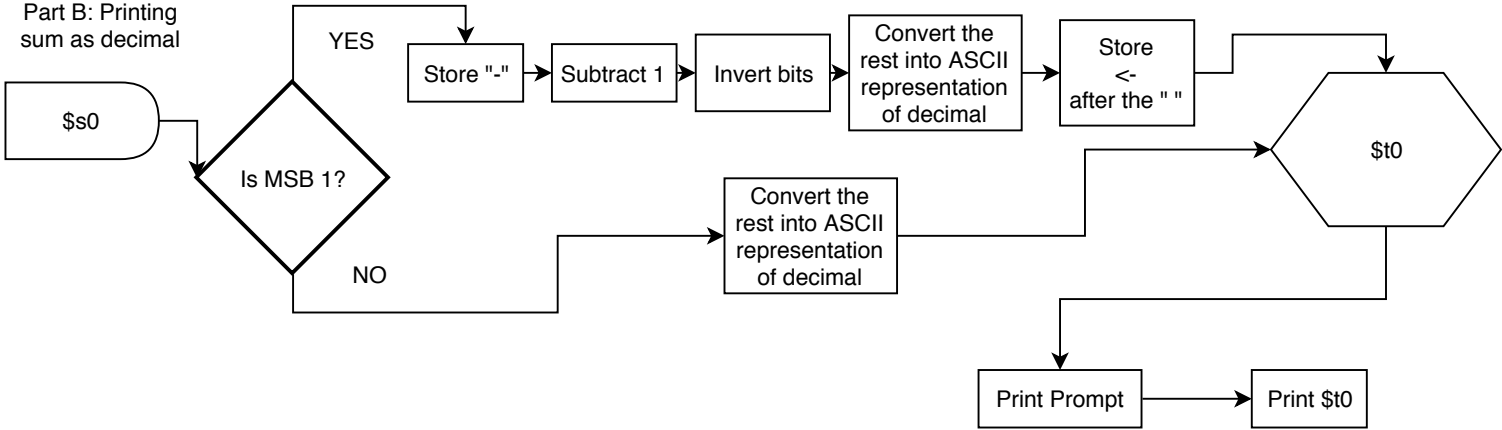 Part B: Printing
sum as decimal
$s0
Is MSB 1?
YES
Store "-"
Subtract 1
Invert bits
Convert the
rest into ASCII
representation
of decimal
Store
<-
after the " "
$t0
NO
Convert the
rest into ASCII
representation
of decimal
Print Prompt
Print $t0